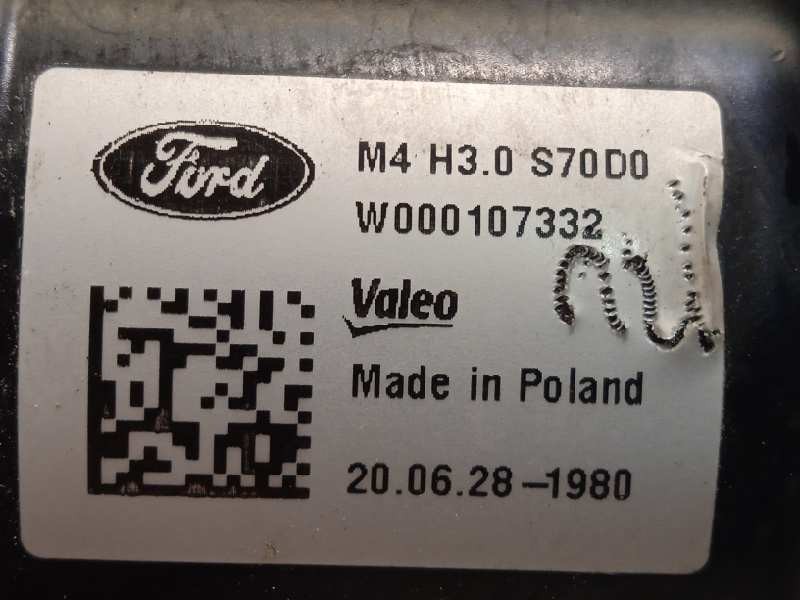 Ford
M4 H3.0 S70D0
W000107332
Valeo
Made in Poland
20.06.28-1980